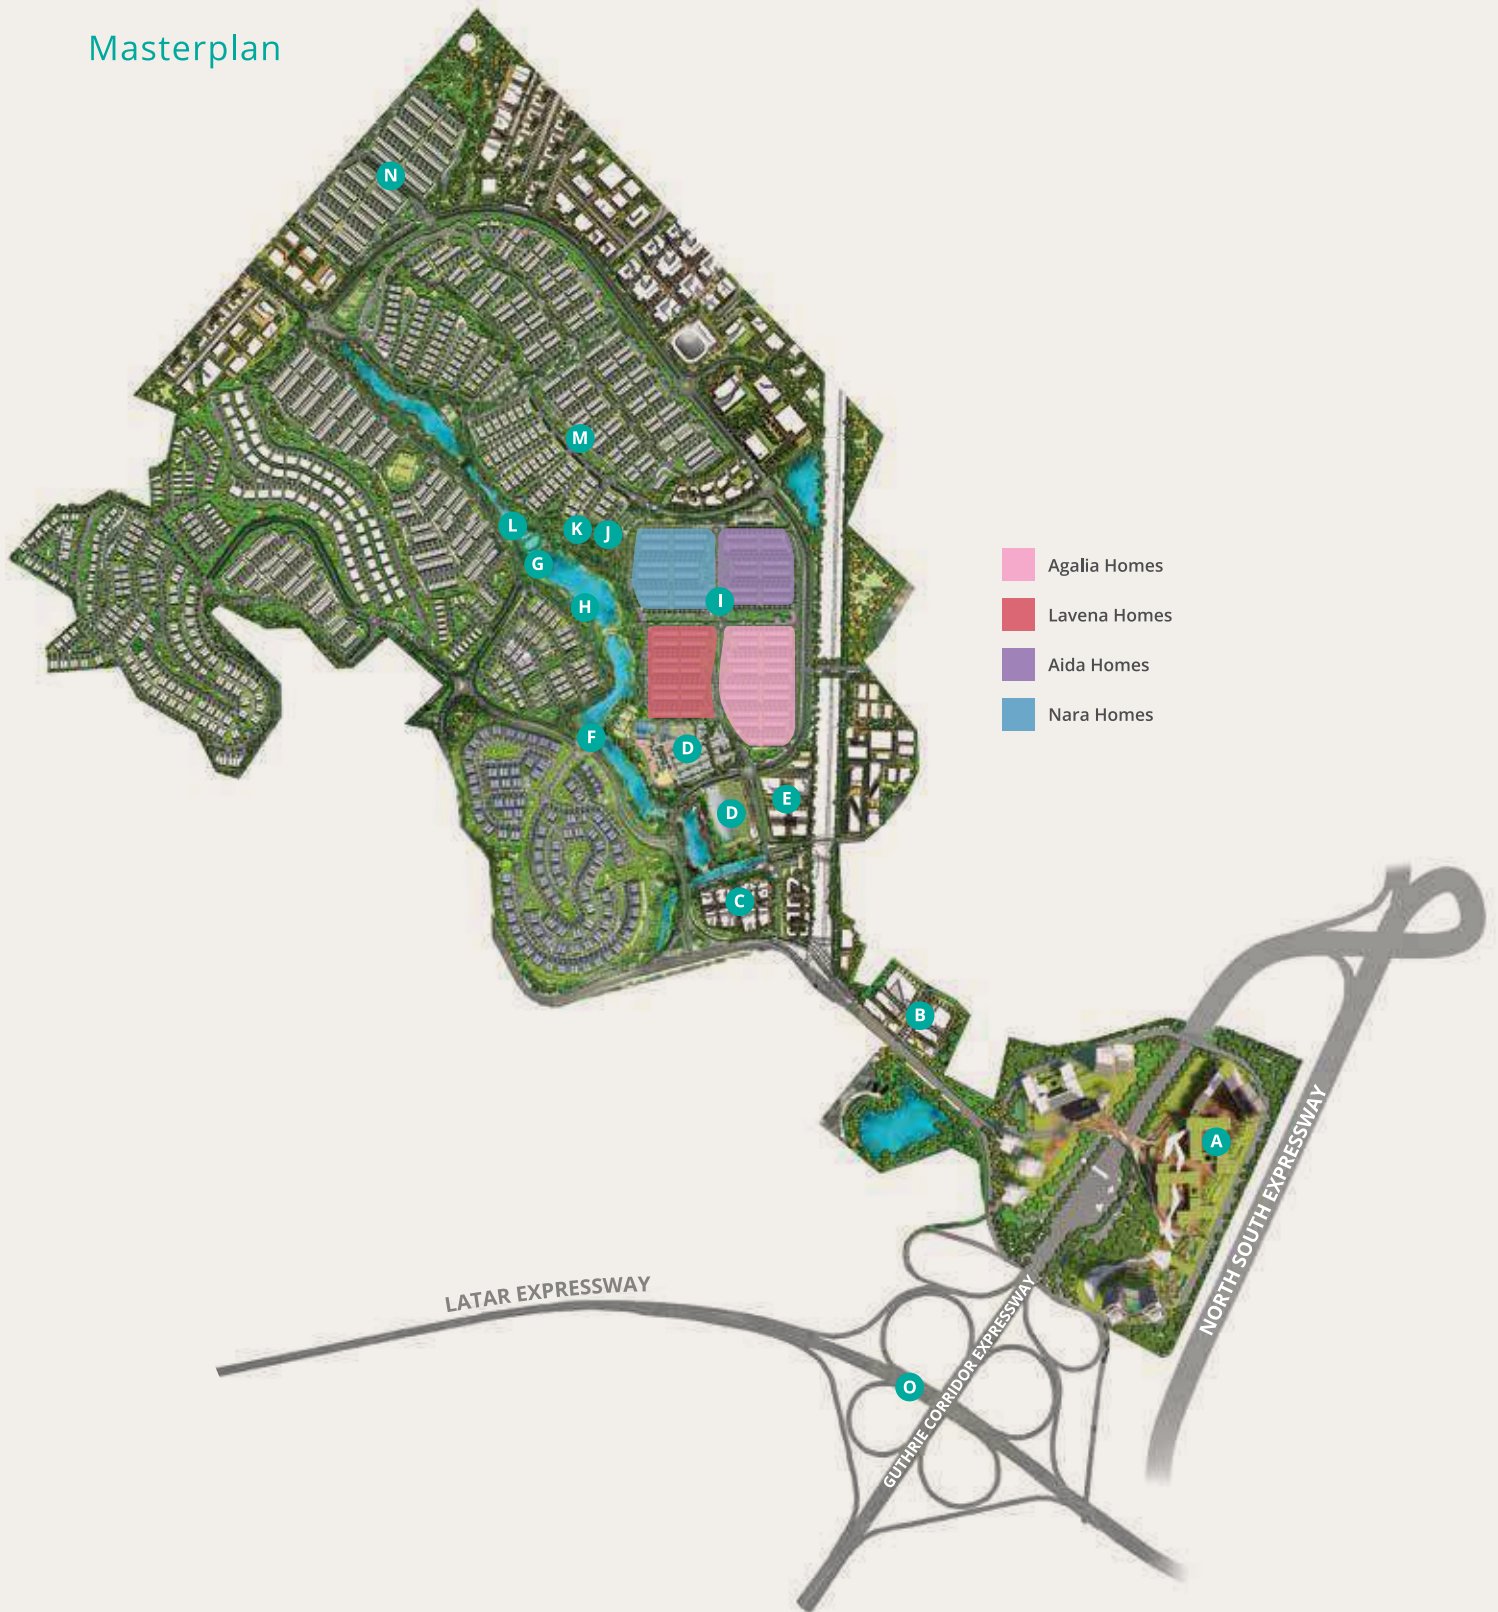 Masterplan
N
M
L
K
J
G
H
I
Agalia Homes
Lavena Homes
Aida Homes
Nara Homes
F
D
E
D
C
B
A
NORTH SOUTH EXPRESSWAY
LATAR EXPRESSWAY
GUTHRIE CORRIDOR EXPRESSWAY
O